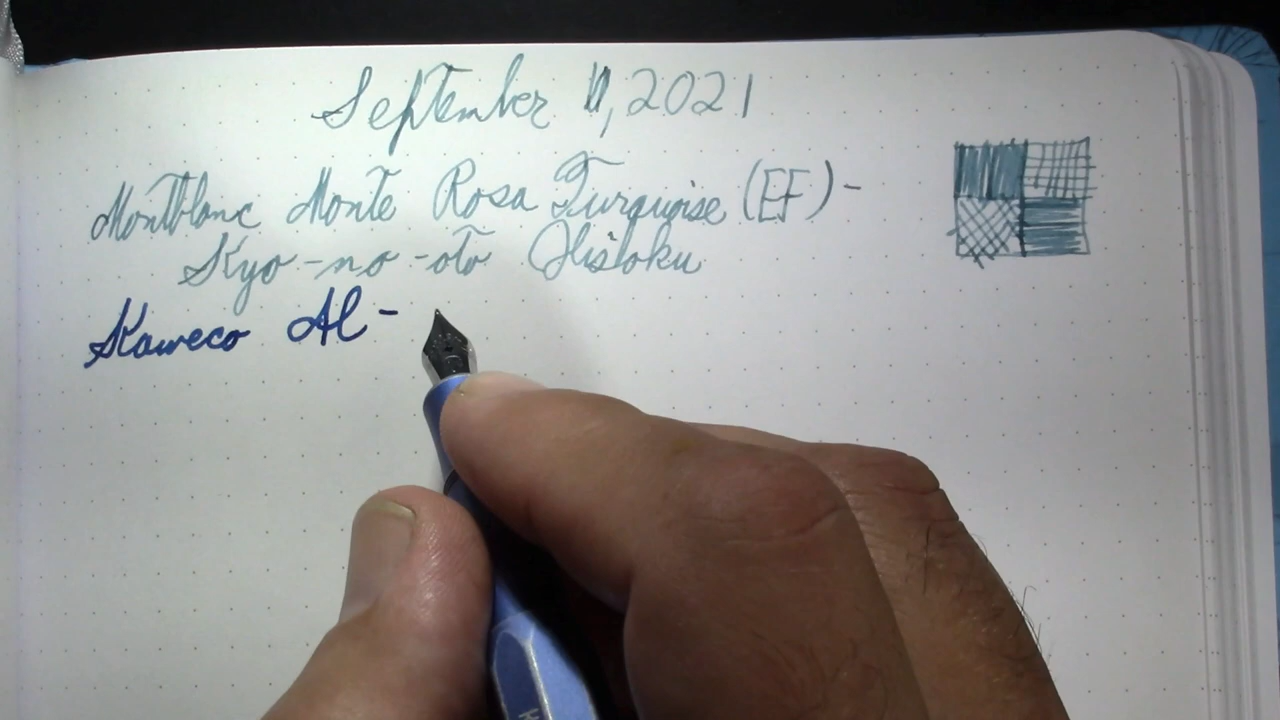 September 11, 2021
Montblanc Monte Rosa Turquoise (EF) -
Kyo-no-oto Hisoku
Kaweco Al -